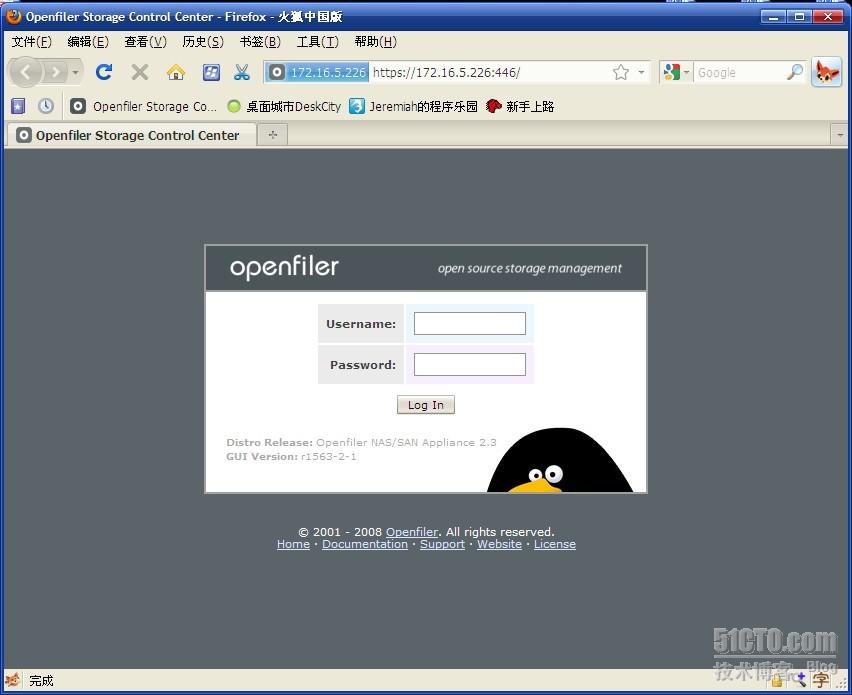 Openfiler Storage Control Center - Firefox - 火狐中国版
文件(F) 编辑(E) 查看(V) 历史(S) 书签(B) 工具(T) 帮助(H)
172.16.5.226 https://172.16.5.226:446/ Google
Openfiler Storage Co... 桌面城市DeskCity Jeremiah的程序乐园 新手上路
Openfiler Storage Control Center
openfiler open source storage management
Username:
Password:
Log In
Distro Release: Openfiler NAS/SAN Appliance 2.3
GUI Version: r1563-2-1
© 2001 - 2008 Openfiler. All rights reserved.
Home · Documentation · Support · Website · License
51CTO.com
技术博客 Blog
完成 字